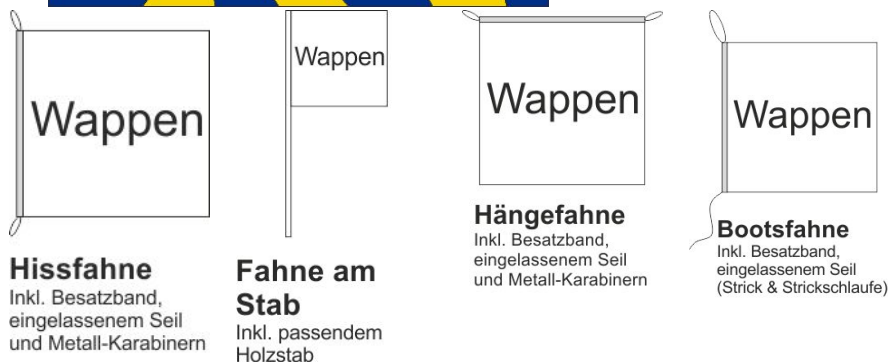 Wappen
Hissfahne
Inkl. Besatzband,
eingelassenem Seil
und Metall-Karabinern
Wappen
Fahne am
Stab
Inkl. passendem
Holzstab
Wappen
Hängefahne
Inkl. Besatzband,
eingelassenem Seil
und Metall-Karabinern
Wappen
Bootsfahne
Inkl. Besatzband,
eingelassenem Seil
(Strick & Strickschlaufe)